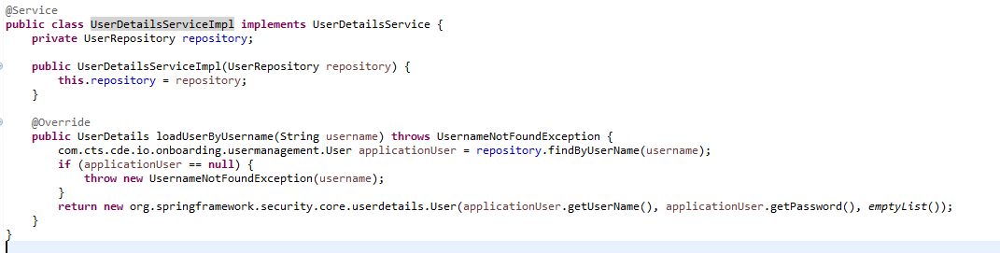 @Service
public class UserDetailsServiceImpl implements UserDetailsService {
private UserRepository repository;
public UserDetailsServiceImpl(UserRepository repository) {
this.repository = repository;
}
@Override
public UserDetails loadUserByUsername(String username) throws UsernameNotFoundException {
com.cts.cde.io.onboarding.usermanagement.User applicationUser = repository.findByUserName(username);
if (applicationUser == null) {
throw new UsernameNotFoundException(username);
}
return new org.springframework.security.core.userdetails.User(applicationUser.getUserName(), applicationUser.getPassword(), emptyList());
}
}